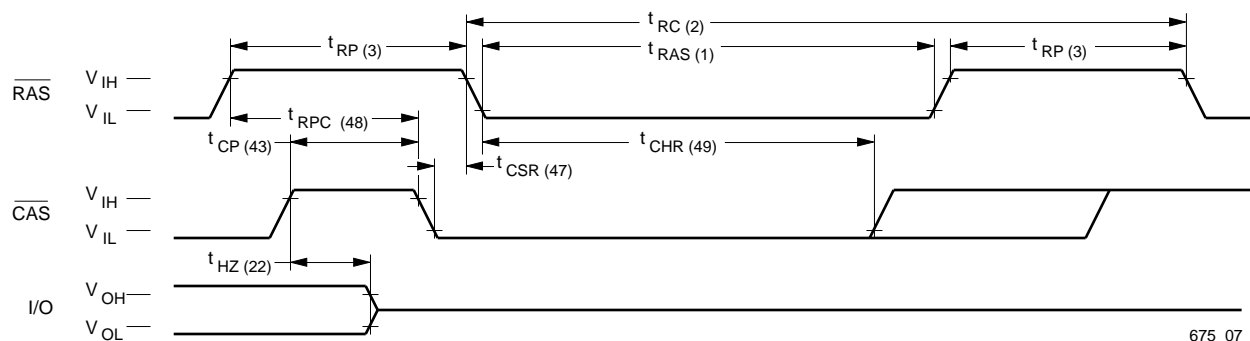 t RC (2)
t RP (3)
t RAS (1)
t RP (3)
RAS
V IH
V IL
t RPC (48)
t CP (43)
t CHR (49)
t CSR (47)
CAS
V IH
V IL
t HZ (22)
I/O
V OH
V OL
675 07